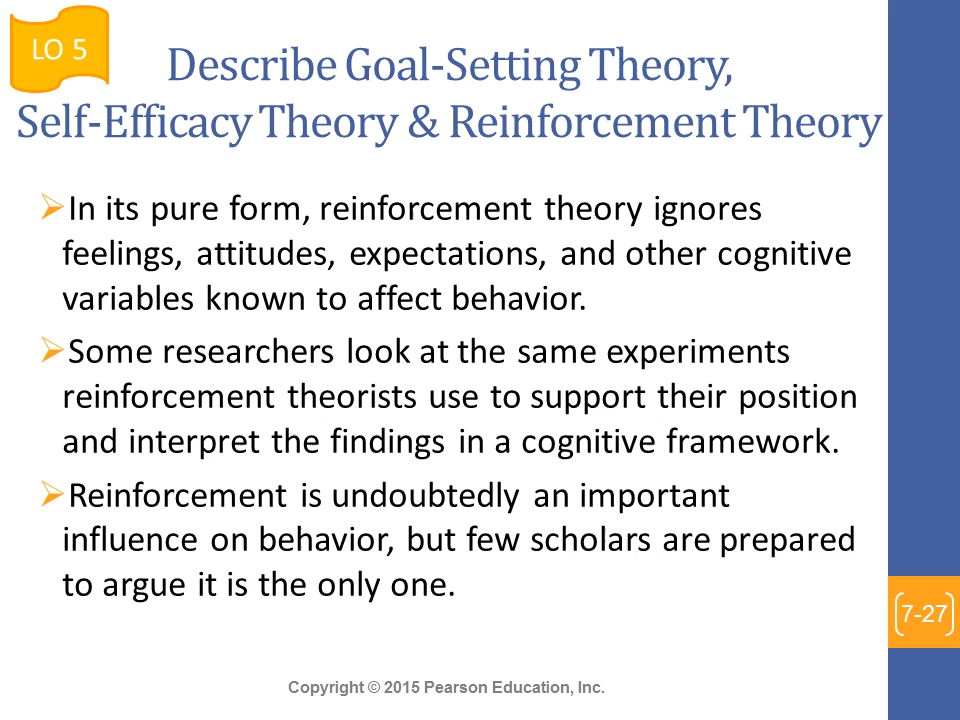 LO 5
Describe Goal-Setting Theory,
Self-Efficacy Theory & Reinforcement Theory
➢In its pure form, reinforcement theory ignores
feelings, attitudes, expectations, and other cognitive
variables known to affect behavior.
➢Some researchers look at the same experiments
reinforcement theorists use to support their position
and interpret the findings in a cognitive framework.
➢Reinforcement is undoubtedly an important
influence on behavior, but few scholars are prepared
to argue it is the only one.
7-27
Copyright © 2015 Pearson Education, Inc.